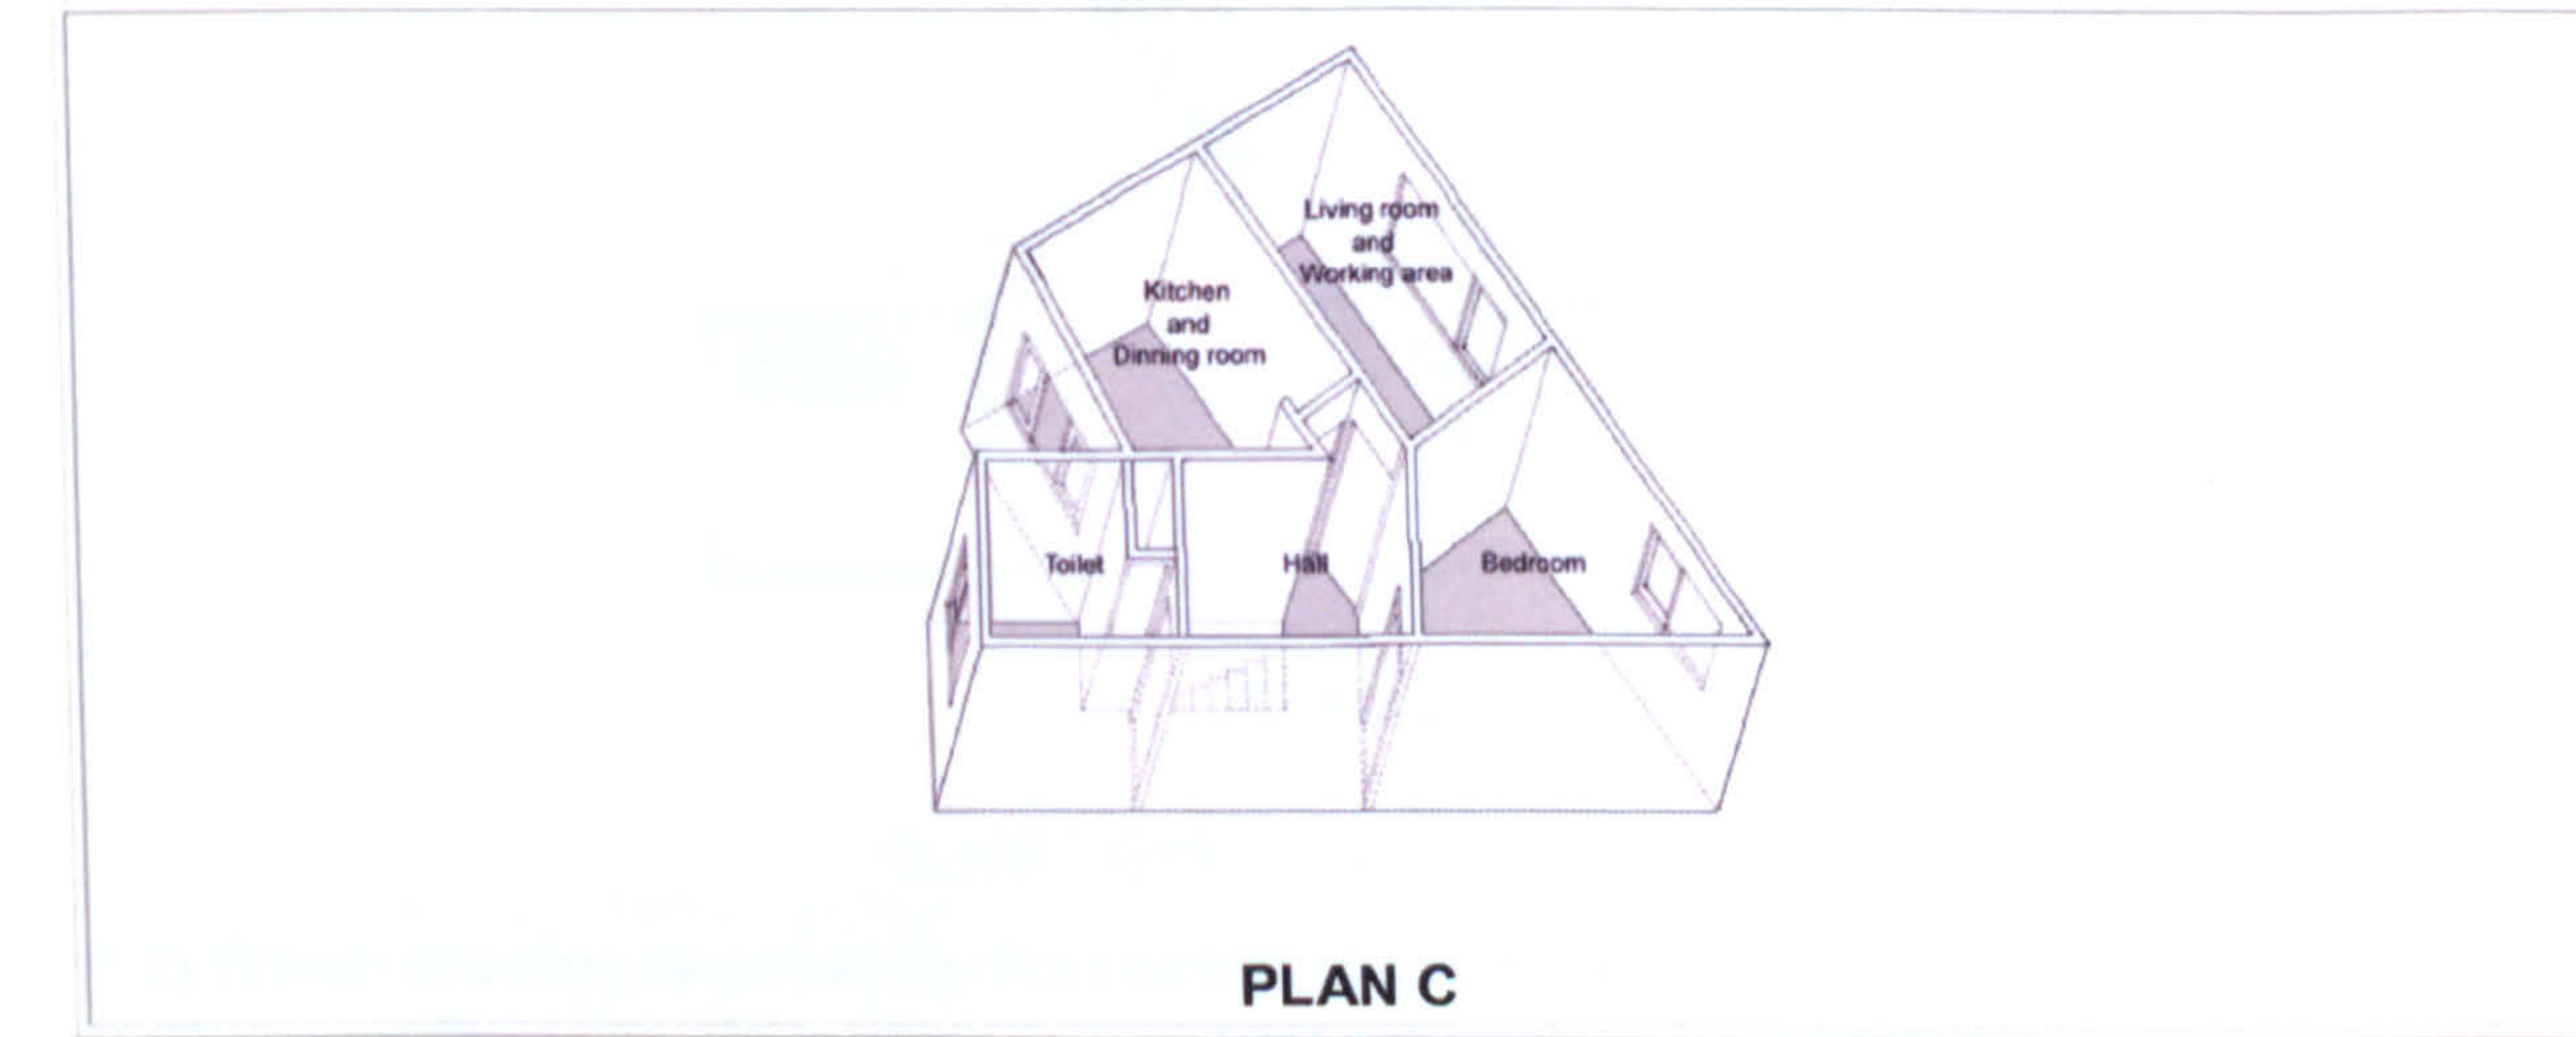 Living room
and
Working area
Kitchen
and
Dinning room
Toilet
Hall
Bedroom
PLAN C